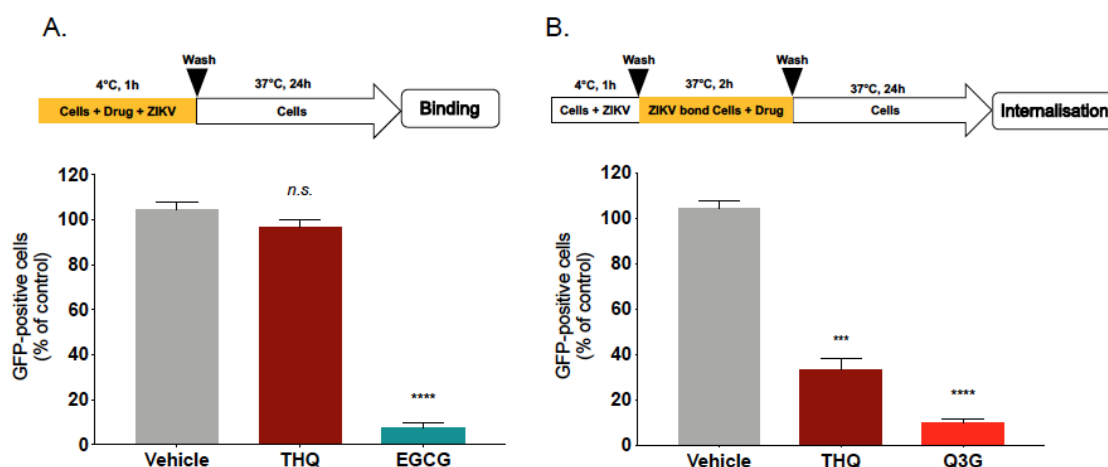 A.
Wash
4°C, 1h
37°C, 24h
Cells + Drug + ZIKV
Cells
Binding
120
100
80
60
40
20
0
GFP-positive cells
(% of control)
n.s.
****
Vehicle
THQ
EGCG
B.
Wash
Wash
4°C, 1h
37°C, 2h
37°C, 24h
Cells + ZIKV
ZIKV bond Cells + Drug
Cells
Internalisation
120
100
80
60
40
20
0
GFP-positive cells
(% of control)
***
****
Vehicle
THQ
Q3G